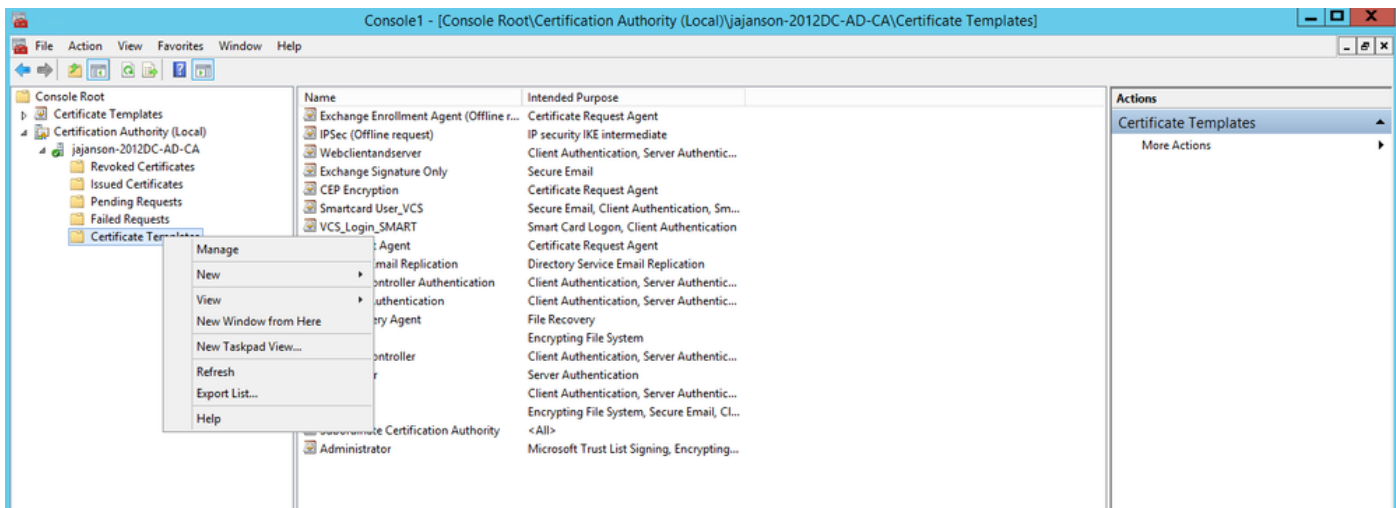 Console1 - [Console Root\Certification Authority (Local)\jajanson-2012DC-AD-CA\Certificate Templates]
File Action View Favorites Window Help
Console Root
Certificate Templates
Certification Authority (Local)
jajanson-2012DC-AD-CA
Revoked Certificates
Issued Certificates
Pending Requests
Failed Requests
Certificate
Manage
New
View
New Window from Here
New Taskpad View...
Refresh
Export List...
Help
Name Intended Purpose
Exchange Enrollment Agent (Offline r... Certificate Request Agent
IPSec (Offline request) IP security IKE intermediate
Webclientandserver Client Authentication, Server Authentic...
Exchange Signature Only Secure Email
CEP Encryption Certificate Request Agent
Smartcard User_VCS Secure Email, Client Authentication, Sm...
VCS_Login_SMART Smart Card Logon, Client Authentication
Agent Certificate Request Agent
mail Replication Directory Service Email Replication
ontroller Authentication Client Authentication, Server Authentic...
uthentication Client Authentication, Server Authentic...
ery Agent File Recovery
Encrypting File System
ontroller Client Authentication, Server Authentic...
r Server Authentication
Client Authentication, Server Authentic...
Encrypting File System, Secure Email, Cl...
Subordinate Certification Authority <All>
Administrator Microsoft Trust List Signing, Encrypting...
Actions
Certificate Templates
More Actions